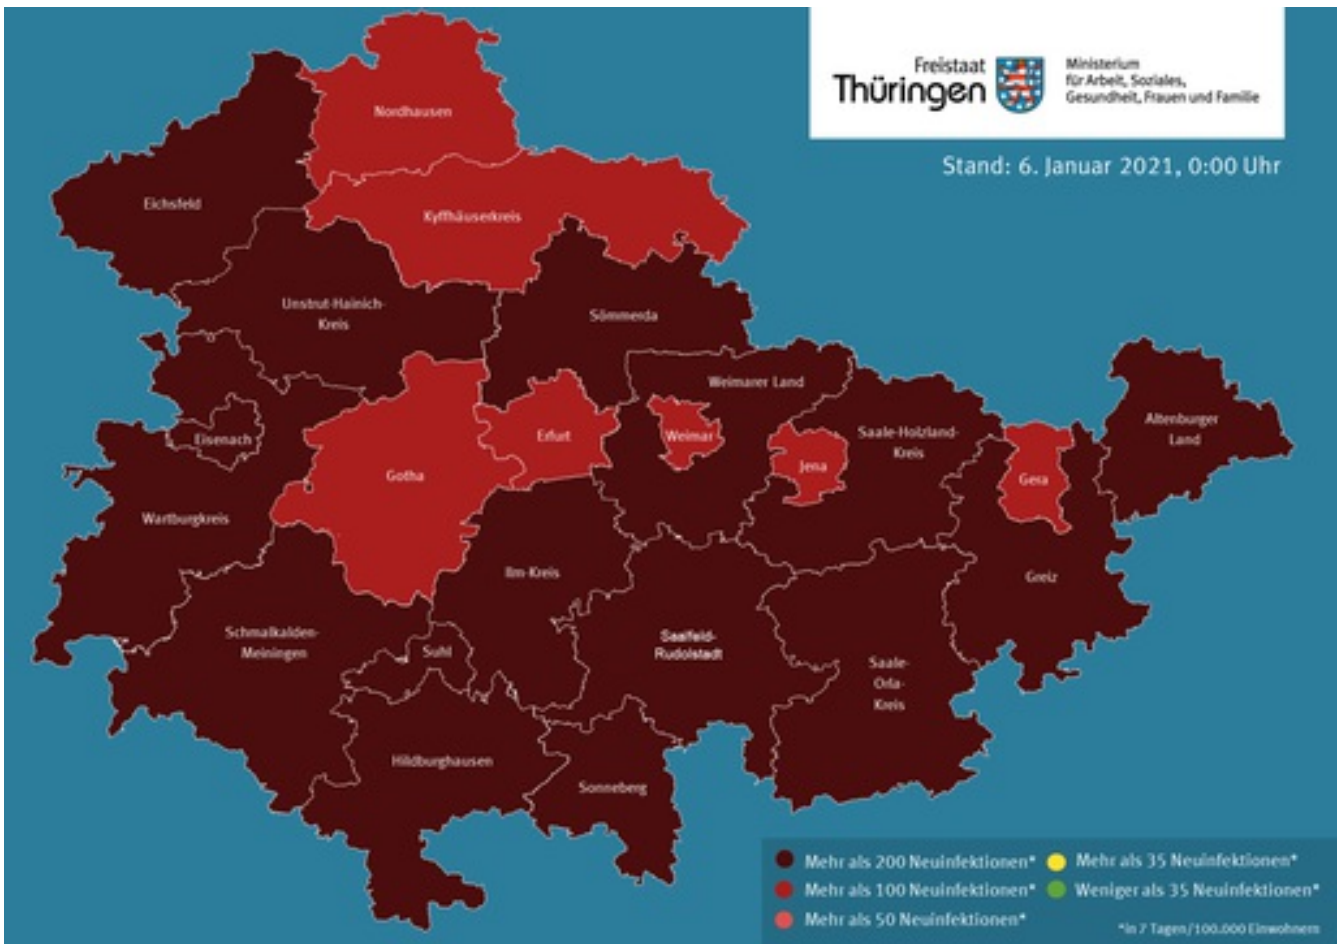 Freistaat
Thüringen
Ministerium
für Arbeit, Soziales,
Gesundheit, Frauen und Familie
Stand: 6. Januar 2021, 0:00 Uhr
Nordhausen
Eichsfeld
Kyffhäuserkreis
Unstrut-Hainich-
Kreis
Sömmerda
Weimarer Land
Altenburger
Land
Eisenach
Erfurt
Weimar
Saale-Holzland-
Kreis
Jena
Gotha
Gera
Wartburgkreis
Ilm-Kreis
Greiz
Schmalkalden-
Meiningen
Suhl
Saalfeld-
Rudolstadt
Saale-
Orla-
Kreis
Hildburghausen
Sonneberg
Mehr als 200 Neuinfektionen*
Mehr als 100 Neuinfektionen*
Mehr als 50 Neuinfektionen*
Mehr als 35 Neuinfektionen*
Weniger als 35 Neuinfektionen*
*in 7 Tagen/100.000 Einwohnern